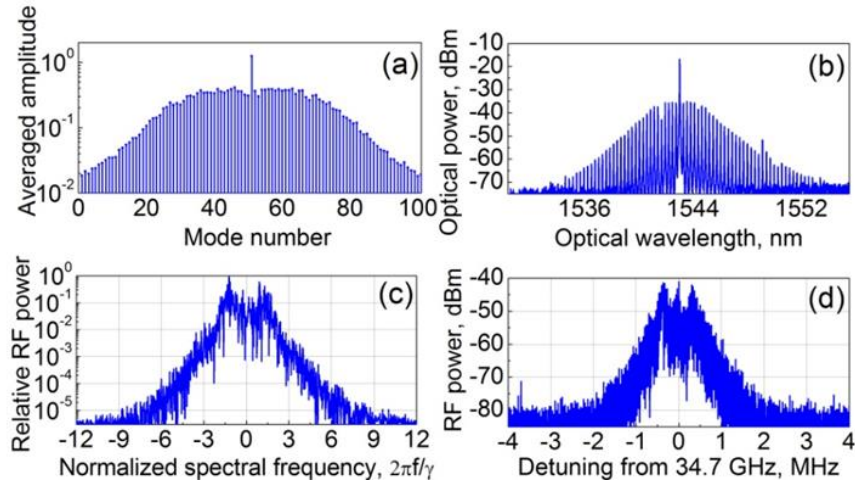 Averaged amplitude
10^0
10^-1
10^-2
(a)
0 20 40 60 80 100
Mode number
Optical power, dBm
-10
-20
-30
-40
-50
-60
-70
(b)
1536 1544 1552
Optical wavelength, nm
Relative RF power
10^0
10^-1
10^-2
10^-3
10^-4
10^-5
(c)
-12 -9 -6 -3 0 3 6 9 12
Normalized spectral frequency, 2πf/γ
RF power, dBm
-40
-50
-60
-70
-80
(d)
-4 -3 -2 -1 0 1 2 3 4
Detuning from 34.7 GHz, MHz